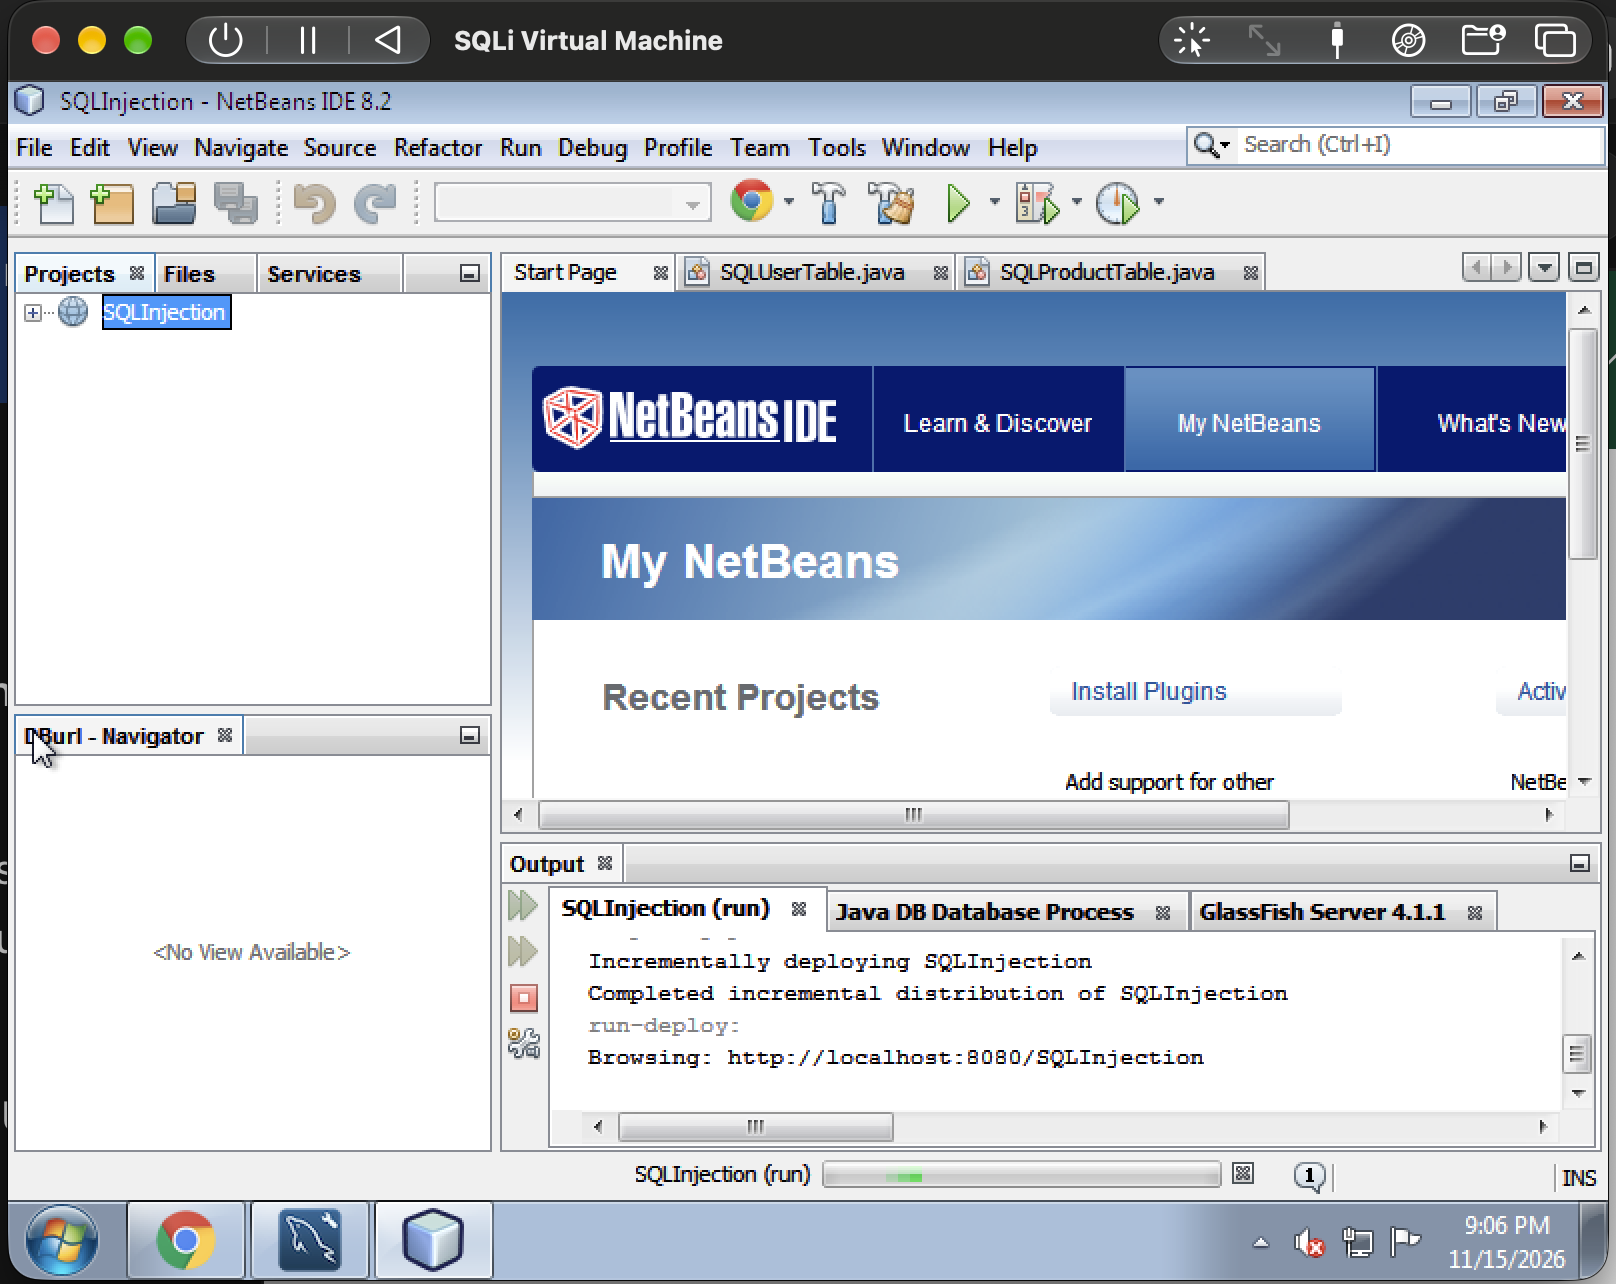 SQLi Virtual Machine
SQLInjection - NetBeans IDE 8.2
File Edit View Navigate Source Refactor Run Debug Profile Team Tools Window Help
Search (Ctrl+I)
Projects Files Services
SQLInjection
Start Page SQLUserTable.java SQLProductTable.java
NetBeans IDE
Learn & Discover
My NetBeans
What's New
My NetBeans
Recent Projects
Install Plugins
Activ
Add support for other
NetBe
DBurl - Navigator
<No View Available>
Output
SQLInjection (run) Java DB Database Process GlassFish Server 4.1.1
Incrementally deploying SQLInjection
Completed incremental distribution of SQLInjection
run-deploy:
Browsing: http://localhost:8080/SQLInjection
SQLInjection (run)
1
INS
9:06 PM
11/15/2026